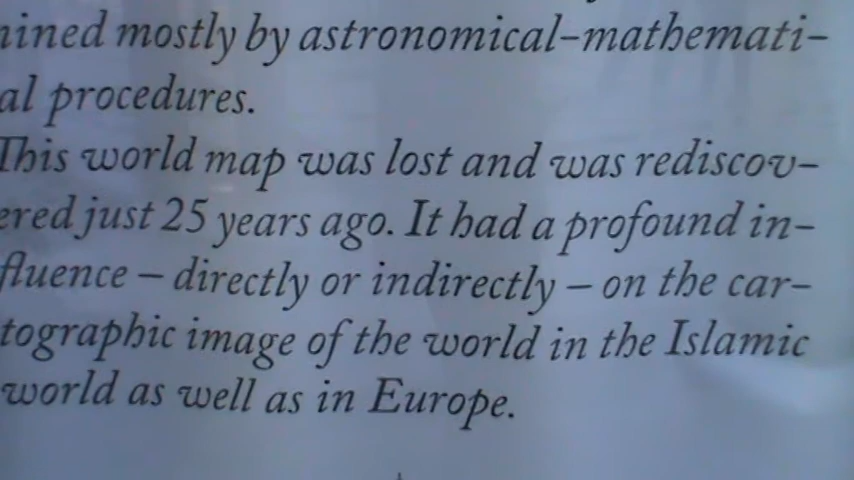 ined mostly by astronomical-mathemati-
al procedures.
This world map was lost and was rediscov-
ered just 25 years ago. It had a profound in-
fluence – directly or indirectly – on the car-
tographic image of the world in the Islamic
world as well as in Europe.